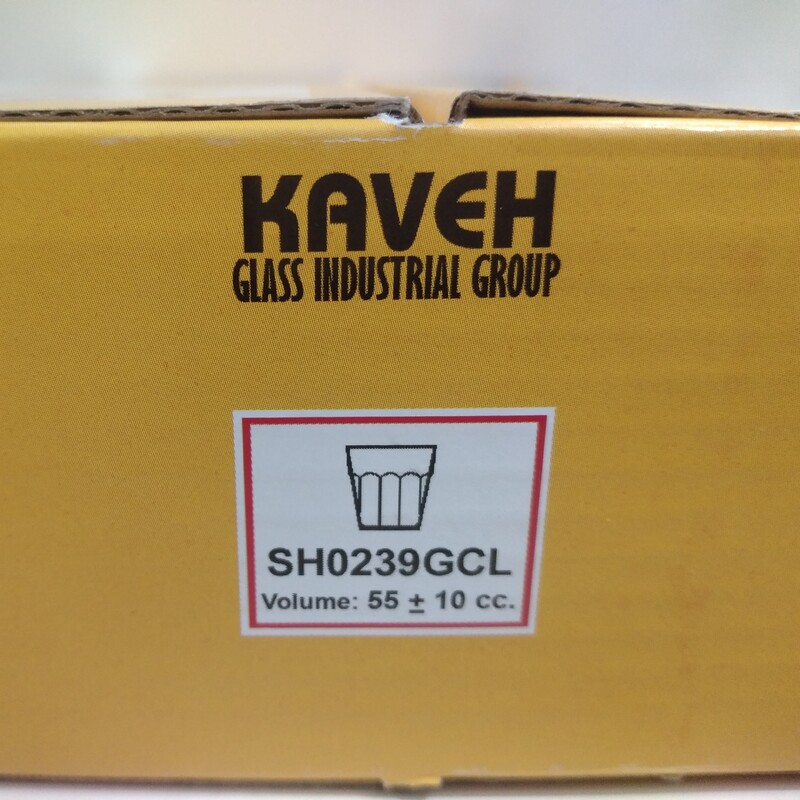 KAVEH
GLASS INDUSTRIAL GROUP
SH0239GCL
Volume: 55 ± 10 cc.